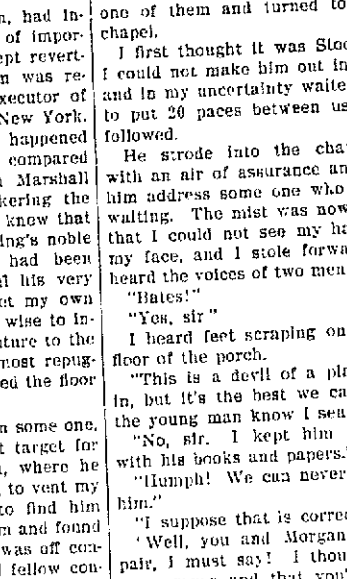 n, had in-
of impor-
ept revert-
n was re-
xecutor of
New York.
happened
compared
Marshall
kering the
know that
ing's noble
had been
el his very
et my own
wise to in-
ature to the
most repug-
ed the floor
n some one,
t target for
, where he
, to vent my
to find him
m and found
was off con-
l fellow con-
one of them and turned to
chapel.
I first thought it was Stod
I could not make him out in
and in my uncertainty waite
to put 20 paces between us
followed.
He strode into the cha
with an air of assurance an
him address some one who
waiting. The mist was now
that I could not see my ha
my face, and I stole forwa
heard the voices of two men
"Bates!"
"Yes, sir"
I heard feet scraping on
floor of the porch.
"This is a devil of a pla
in, but it's the best we ca
the young man know I sen
"No, sir. I kept him
with his books and papers.
"Humph! We can never
him."
"I suppose that is correc
'Well, you and Morgan
pair, I must say! I thou
and that you'